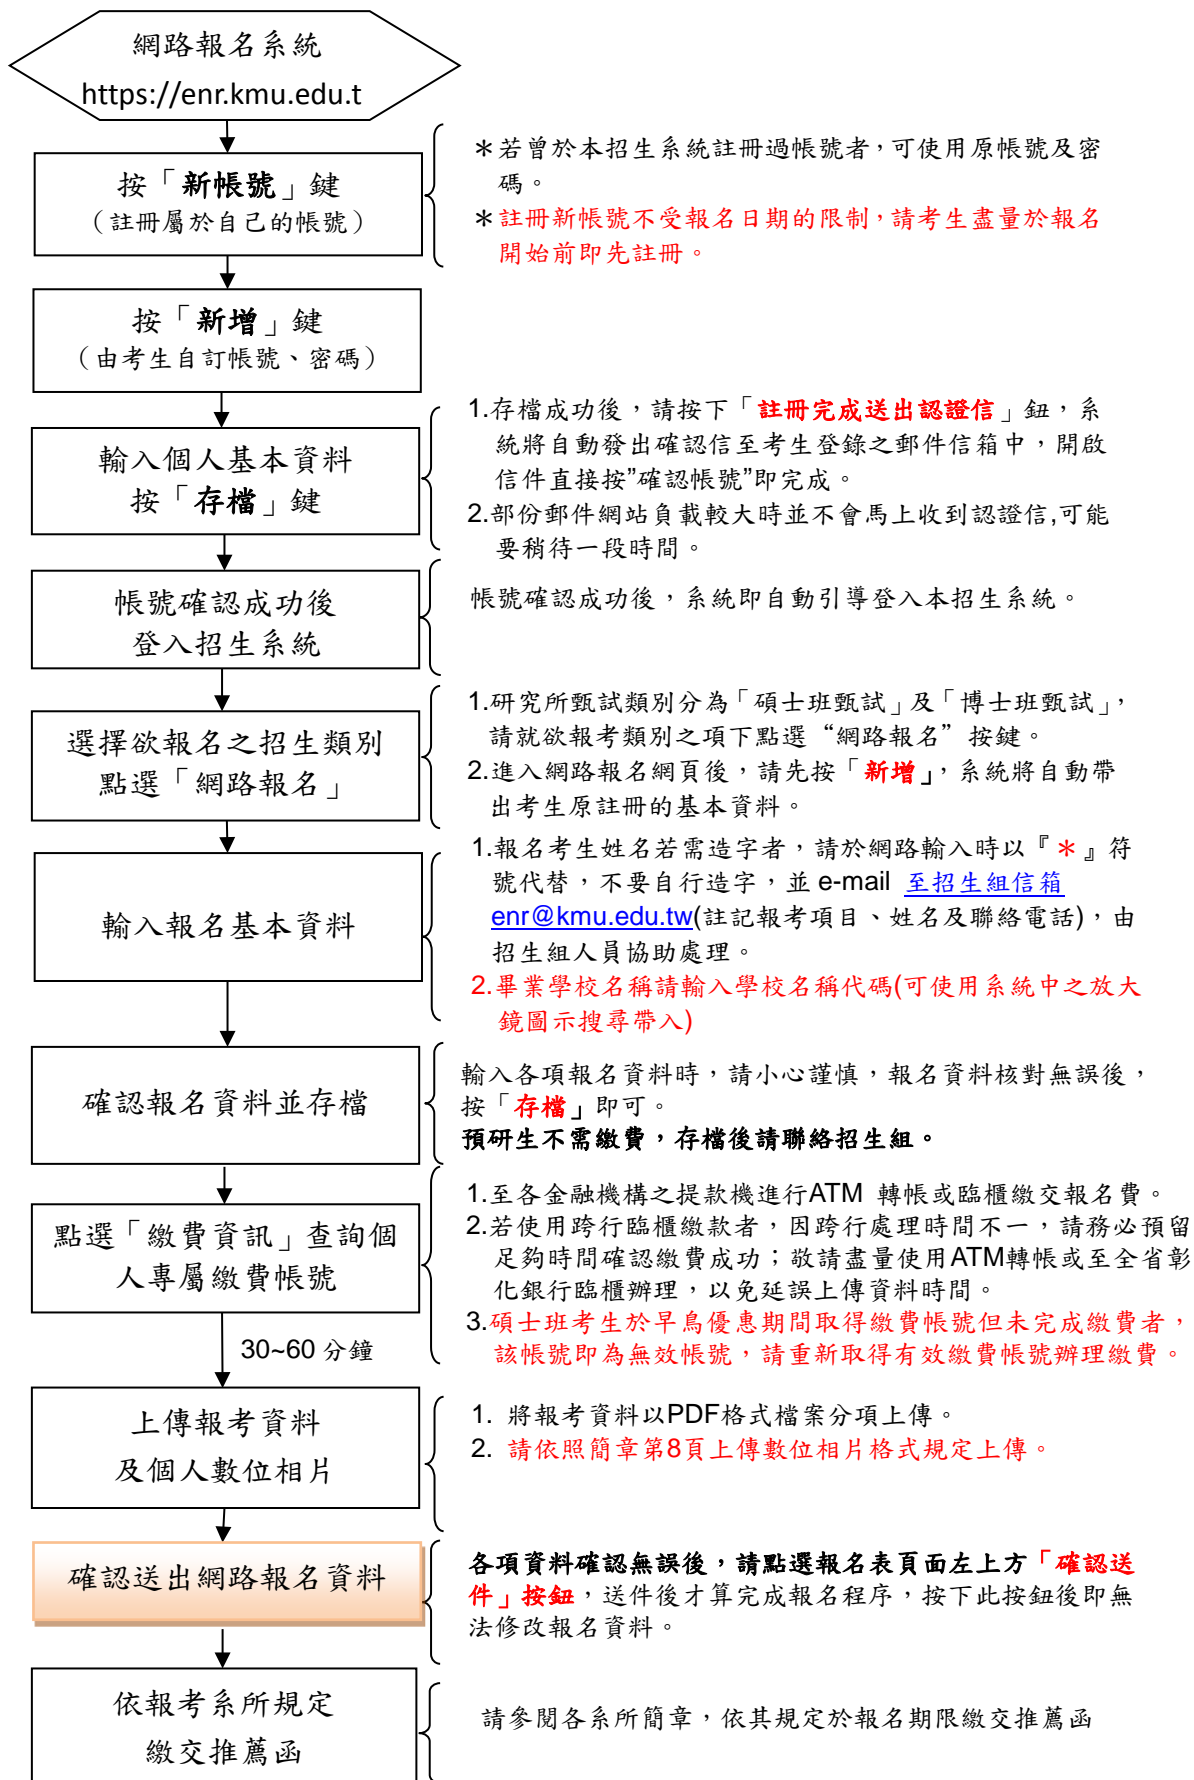 網路報名系統
https://enr.kmu.edu.t
按「新帳號」鍵
（註冊屬於自己的帳號）
＊若曾於本招生系統註冊過帳號者，可使用原帳號及密
碼。
＊註冊新帳號不受報名日期的限制，請考生盡量於報名
開始前即先註冊。
按「新增」鍵
（由考生自訂帳號、密碼）
輸入個人基本資料
按「存檔」鍵
1.存檔成功後，請按下「註冊完成送出認證信」鈕，系
統將自動發出確認信至考生登錄之郵件信箱中，開啟
信件直接按”確認帳號”即完成。
2.部份郵件網站負載較大時並不會馬上收到認證信,可能
要稍待一段時間。
帳號確認成功後
登入招生系統
帳號確認成功後，系統即自動引導登入本招生系統。
選擇欲報名之招生類別
點選「網路報名」
1.研究所甄試類別分為「碩士班甄試」及「博士班甄試」，
請就欲報考類別之項下點選“網路報名”按鍵。
2.進入網路報名網頁後，請先按「新增」，系統將自動帶
出考生原註冊的基本資料。
輸入報名基本資料
1.報名考生姓名若需造字者，請於網路輸入時以『＊』符
號代替，不要自行造字，並 e-mail 至招生組信箱
enr@kmu.edu.tw(註記報考項目、姓名及聯絡電話)，由
招生組人員協助處理。
2.畢業學校名稱請輸入學校名稱代碼(可使用系統中之放大
鏡圖示搜尋帶入)
確認報名資料並存檔
輸入各項報名資料時，請小心謹慎，報名資料核對無誤後，
按「存檔」即可。
預研生不需繳費，存檔後請聯絡招生組。
點選「繳費資訊」查詢個
人專屬繳費帳號
1.至各金融機構之提款機進行ATM 轉帳或臨櫃繳交報名費。
2.若使用跨行臨櫃繳款者，因跨行處理時間不一，請務必預留
足夠時間確認繳費成功；敬請盡量使用ATM轉帳或至全省彰
化銀行臨櫃辦理，以免延誤上傳資料時間。
3.碩士班考生於早鳥優惠期間取得繳費帳號但未完成繳費者，
該帳號即為無效帳號，請重新取得有效繳費帳號辦理繳費。
30~60 分鐘
上傳報考資料
及個人數位相片
1. 將報考資料以PDF格式檔案分項上傳。
2. 請依照簡章第8頁上傳數位相片格式規定上傳。
確認送出網路報名資料
各項資料確認無誤後，請點選報名表頁面左上方「確認送
件」按鈕，送件後才算完成報名程序，按下此按鈕後即無
法修改報名資料。
依報考系所規定
繳交推薦函
請參閱各系所簡章，依其規定於報名期限繳交推薦函